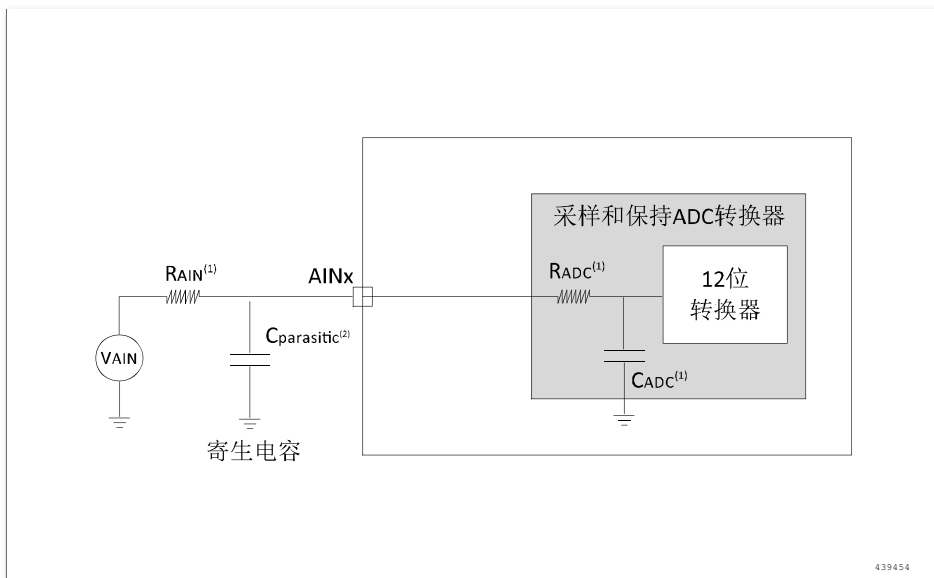 采样和保持ADC转换器
RAIN(1)
AINx
RADC(1)
12位
转换器
Cparasitic(2)
VAIN
CADC(1)
寄生电容
439454